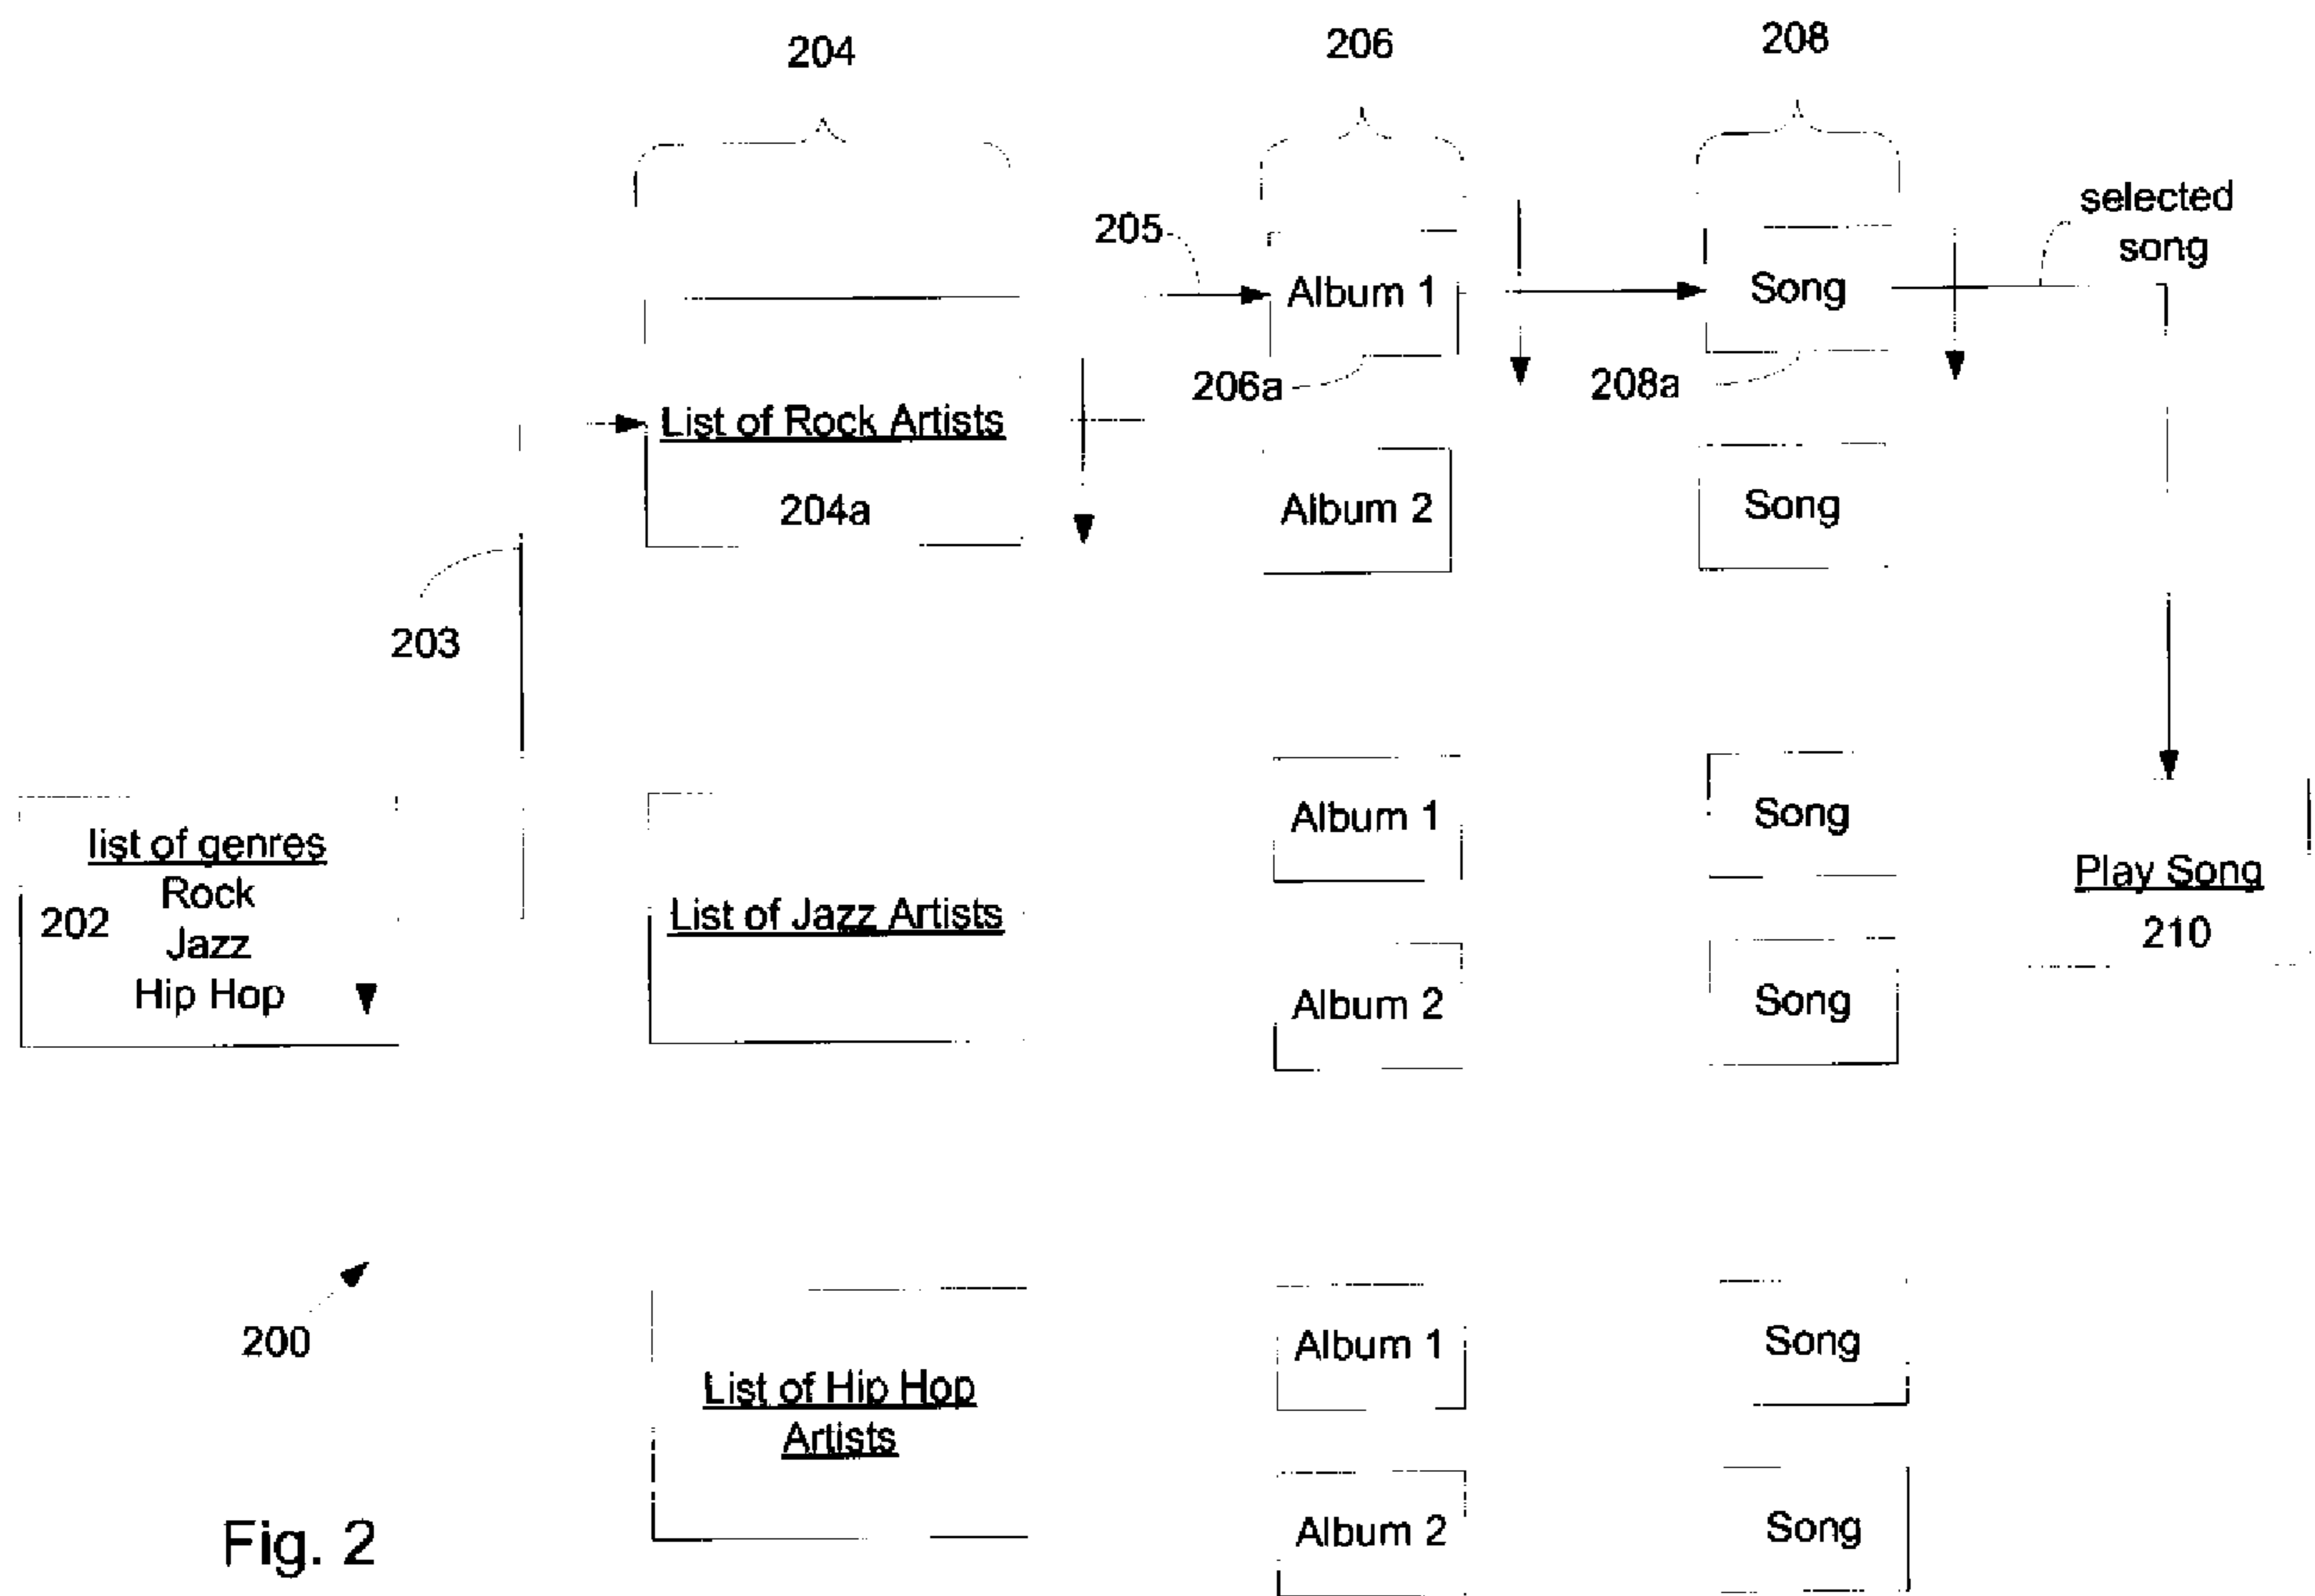 204
206
208
selected
song
205
Album 1
Song
206a
208a
List of Rock Artists
204a
Album 2
Song
203
list of genres
Rock
202
Jazz
Hip Hop
List of Jazz Artists
Album 1
Song
Album 2
Song
Play Song
210
200
List of Hip Hop
Artists
Album 1
Song
Album 2
Song
Fig. 2